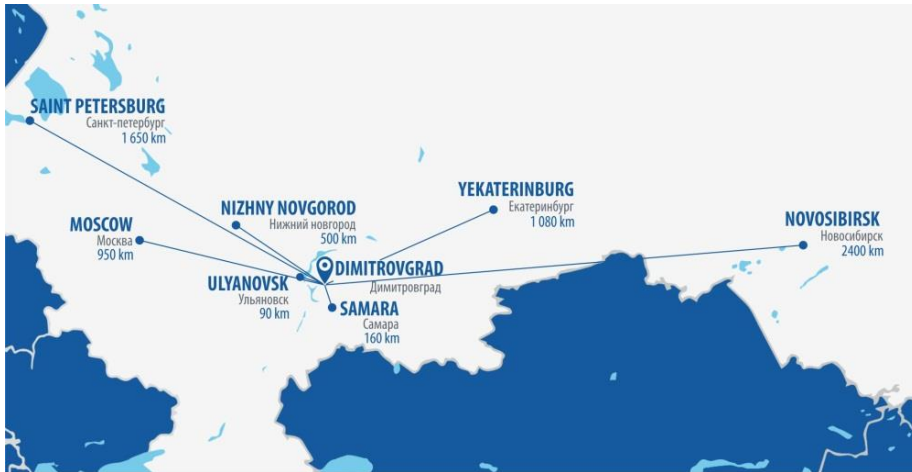 SAINT PETERSBURG
Санкт-петербург
1 650 km
MOSCOW
Москва
950 km
NIZHNY NOVGOROD
Нижний новгород
500 km
YEKATERINBURG
Екатеринбург
1 080 km
NOVOSIBIRSK
Новосибирск
2400 km
ULYANOVSK
Ульяновск
90 km
DIMITROVGRAD
Димитровград
SAMARA
Самара
160 km